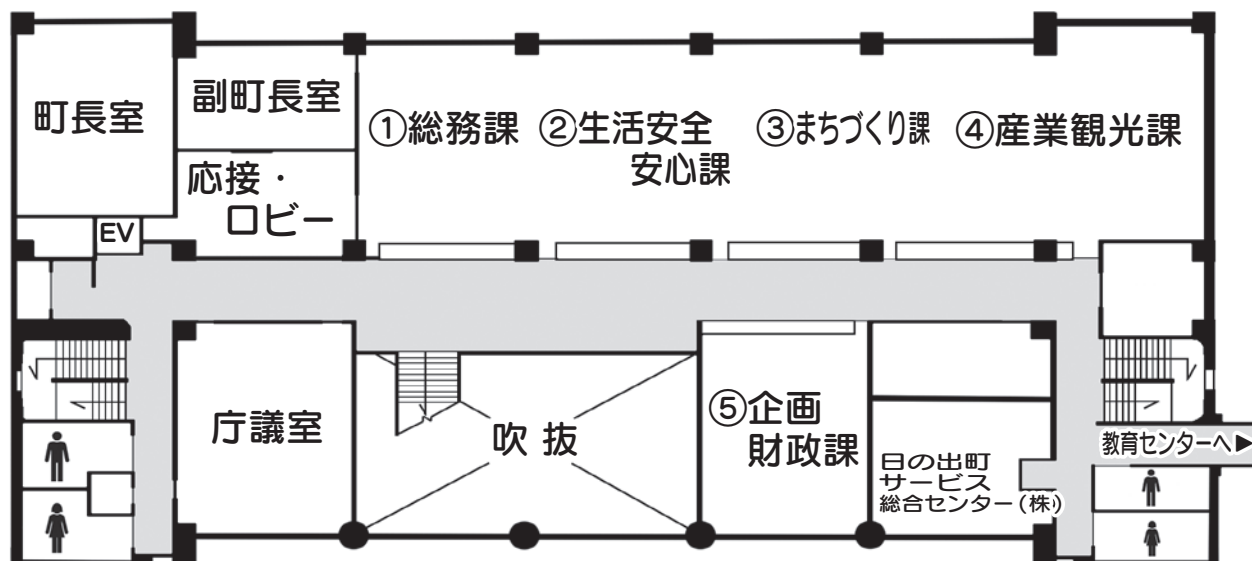 町長室
副町長室
応接・
ロビー
EV
①総務課
②生活安全
安心課
③まちづくり課
④産業観光課
庁議室
吹抜
⑤企画
財政課
日の出町
サービス
総合センター(株)
教育センターへ▶